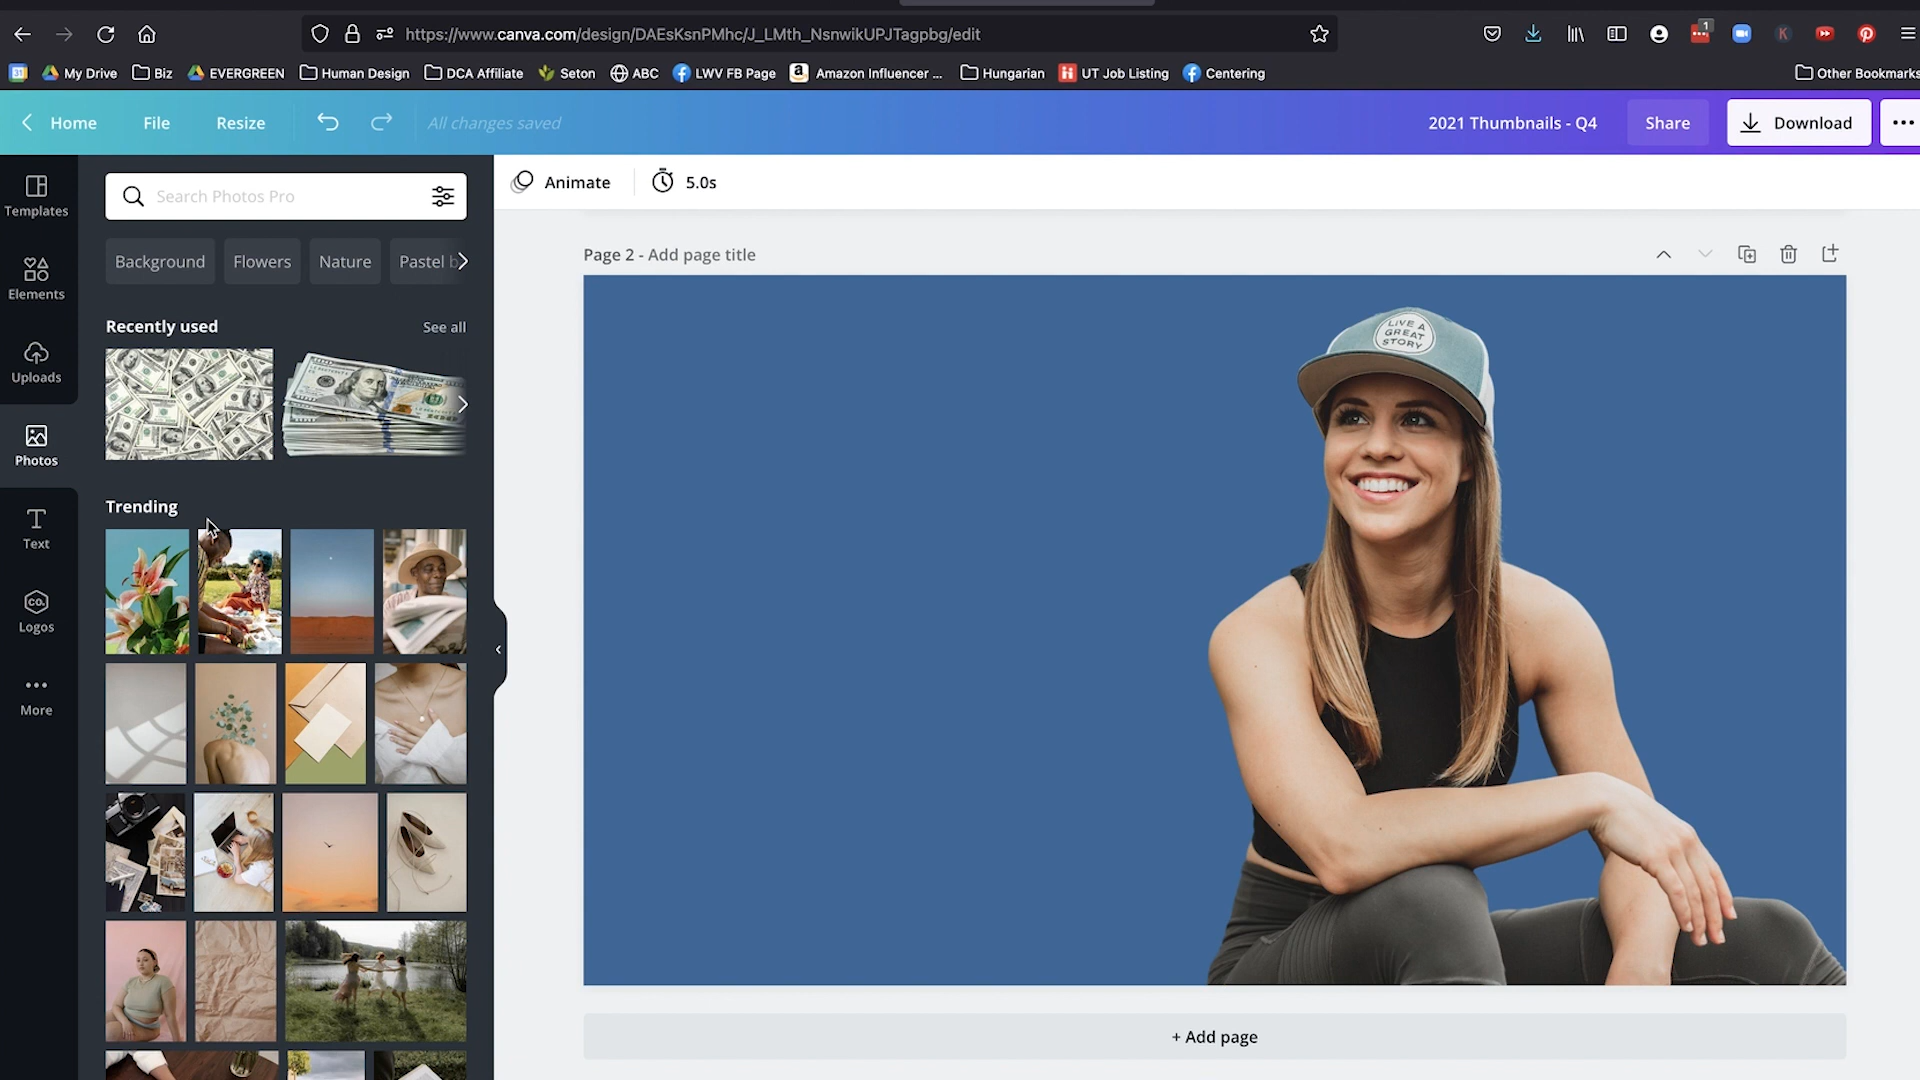 https://www.canva.com/design/DAEsKsnPMhc/J_LMth_NsnwikUPJTagpbg/edit
1
31 My Drive Biz EVERGREEN Human Design DCA Affiliate Seton ABC LWV FB Page Amazon Influencer ... Hungarian UT Job Listing Centering Other Bookmarks
Home File Resize All changes saved 2021 Thumbnails - Q4 Share Download
Templates
Elements
Uploads
Photos
Text
CO.
Logos
More
Search Photos Pro
Background Flowers Nature Pastel b
Recently used See all
Trending
Animate 5.0s
Page 2 - Add page title
LIVE A
GREAT
STORY
+ Add page